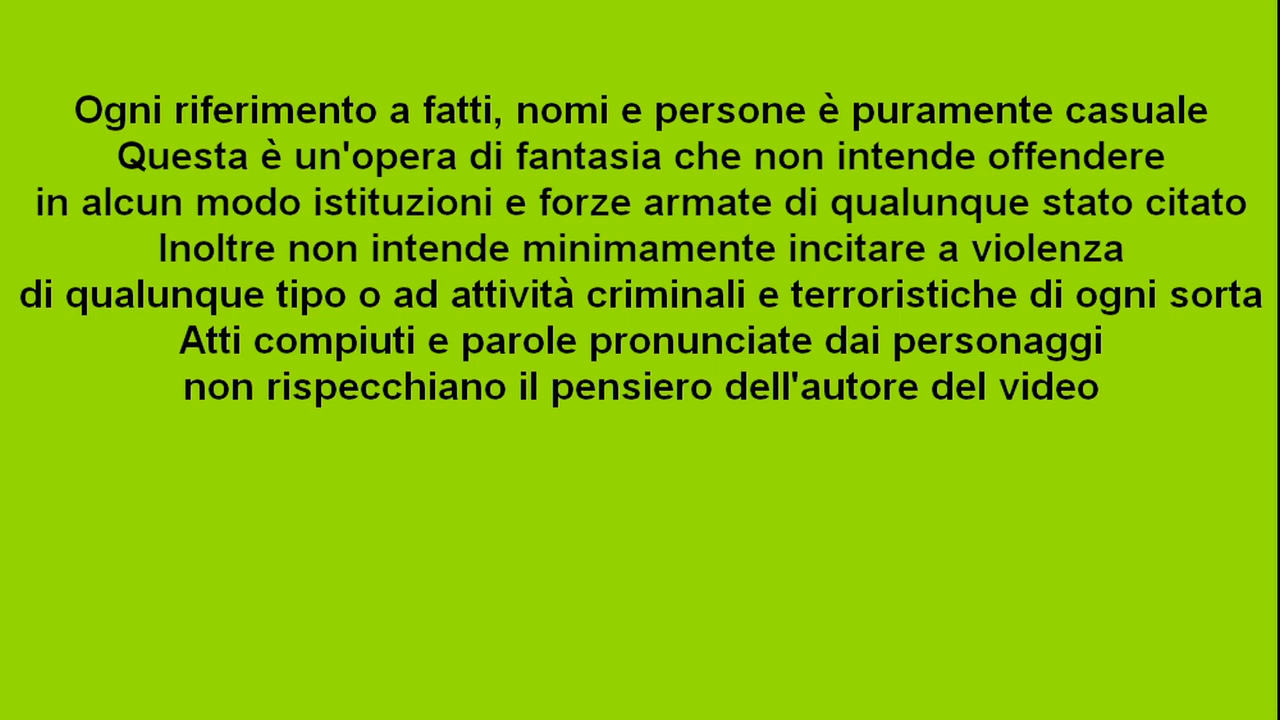 Ogni riferimento a fatti, nomi e persone è puramente casuale
Questa è un'opera di fantasia che non intende offendere
in alcun modo istituzioni e forze armate di qualunque stato citato
Inoltre non intende minimamente incitare a violenza
di qualunque tipo o ad attività criminali e terroristiche di ogni sorta
Atti compiuti e parole pronunciate dai personaggi
non rispecchiano il pensiero dell'autore del video